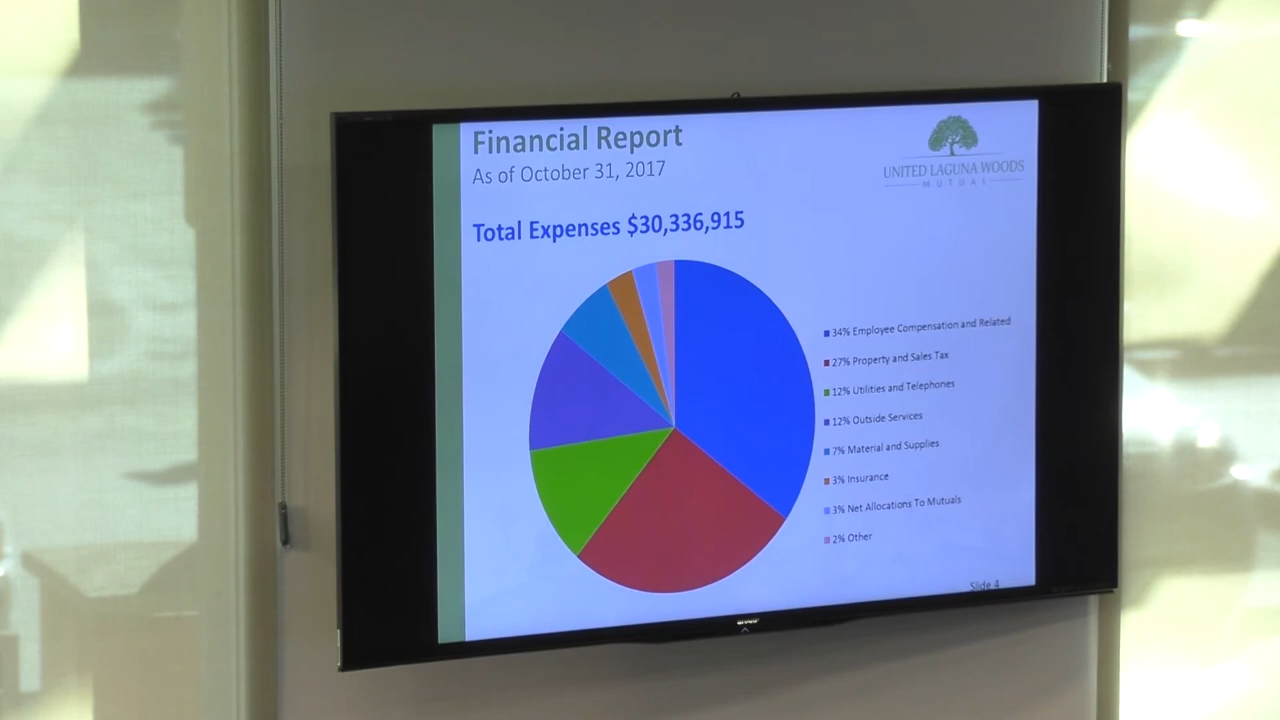 Financial Report
As of October 31, 2017
UNITED LAGUNA WOODS
MUTUAL
Total Expenses $30,336,915
34% Employee Compensation and Related
27% Property and Sales Tax
12% Utilities and Telephones
12% Outside Services
7% Material and Supplies
3% Insurance
3% Net Allocations To Mutuals
2% Other
Slide 4